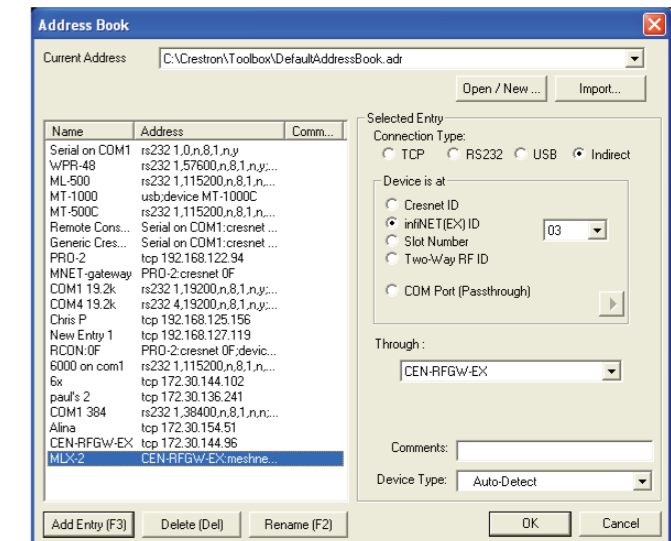 Address Book
Current Address C:\Crestron\Toolbox\DefaultAddressBook.adr
Open / New ... Import...
Name Address Comm...
Serial on COM1 rs232 1,0,n,8,1,n,y
WPR-48 rs232 1,57600,n,8,1,n,y;...
ML-500 rs232 1,115200,n,8,1,n,...
MT-1000 usb;device MT-1000C
MT-500C rs232 1,115200,n,8,1,n,...
Remote Cons... Serial on COM1:cresnet ...
Generic Cres... Serial on COM1:cresnet ...
PRO-2 tcp 192.168.122.94
MNET-gateway PRO-2:cresnet 0F
COM1 19.2k rs232 1,19200,n,8,1,n,y;...
COM4 19.2k rs232 4,19200,n,8,1,n,y;...
Chris P tcp 192.168.125.156
New Entry 1 tcp 192.168.127.119
RCON:0F PRO-2:cresnet 0F;devic...
6000 on com1 rs232 1,115200,n,8,1,n,...
6x tcp 172.30.144.102
paul's 2 tcp 172.30.136.241
COM1 384 rs232 1,38400,n,8,1,n,n;...
Alina tcp 172.30.154.51
CEN-RFGW-EX tcp 172.30.144.96
MLX-2 CEN-RFGW-EX:meshne...
Add Entry (F3) Delete (Del) Rename (F2)
Selected Entry
Connection Type:
TCP RS232 USB Indirect
Device is at
Cresnet ID
infiNET(EX) ID 03
Slot Number
Two-Way RF ID
COM Port (Passthrough)
Through :
CEN-RFGW-EX
Comments:
Device Type: Auto-Detect
OK Cancel